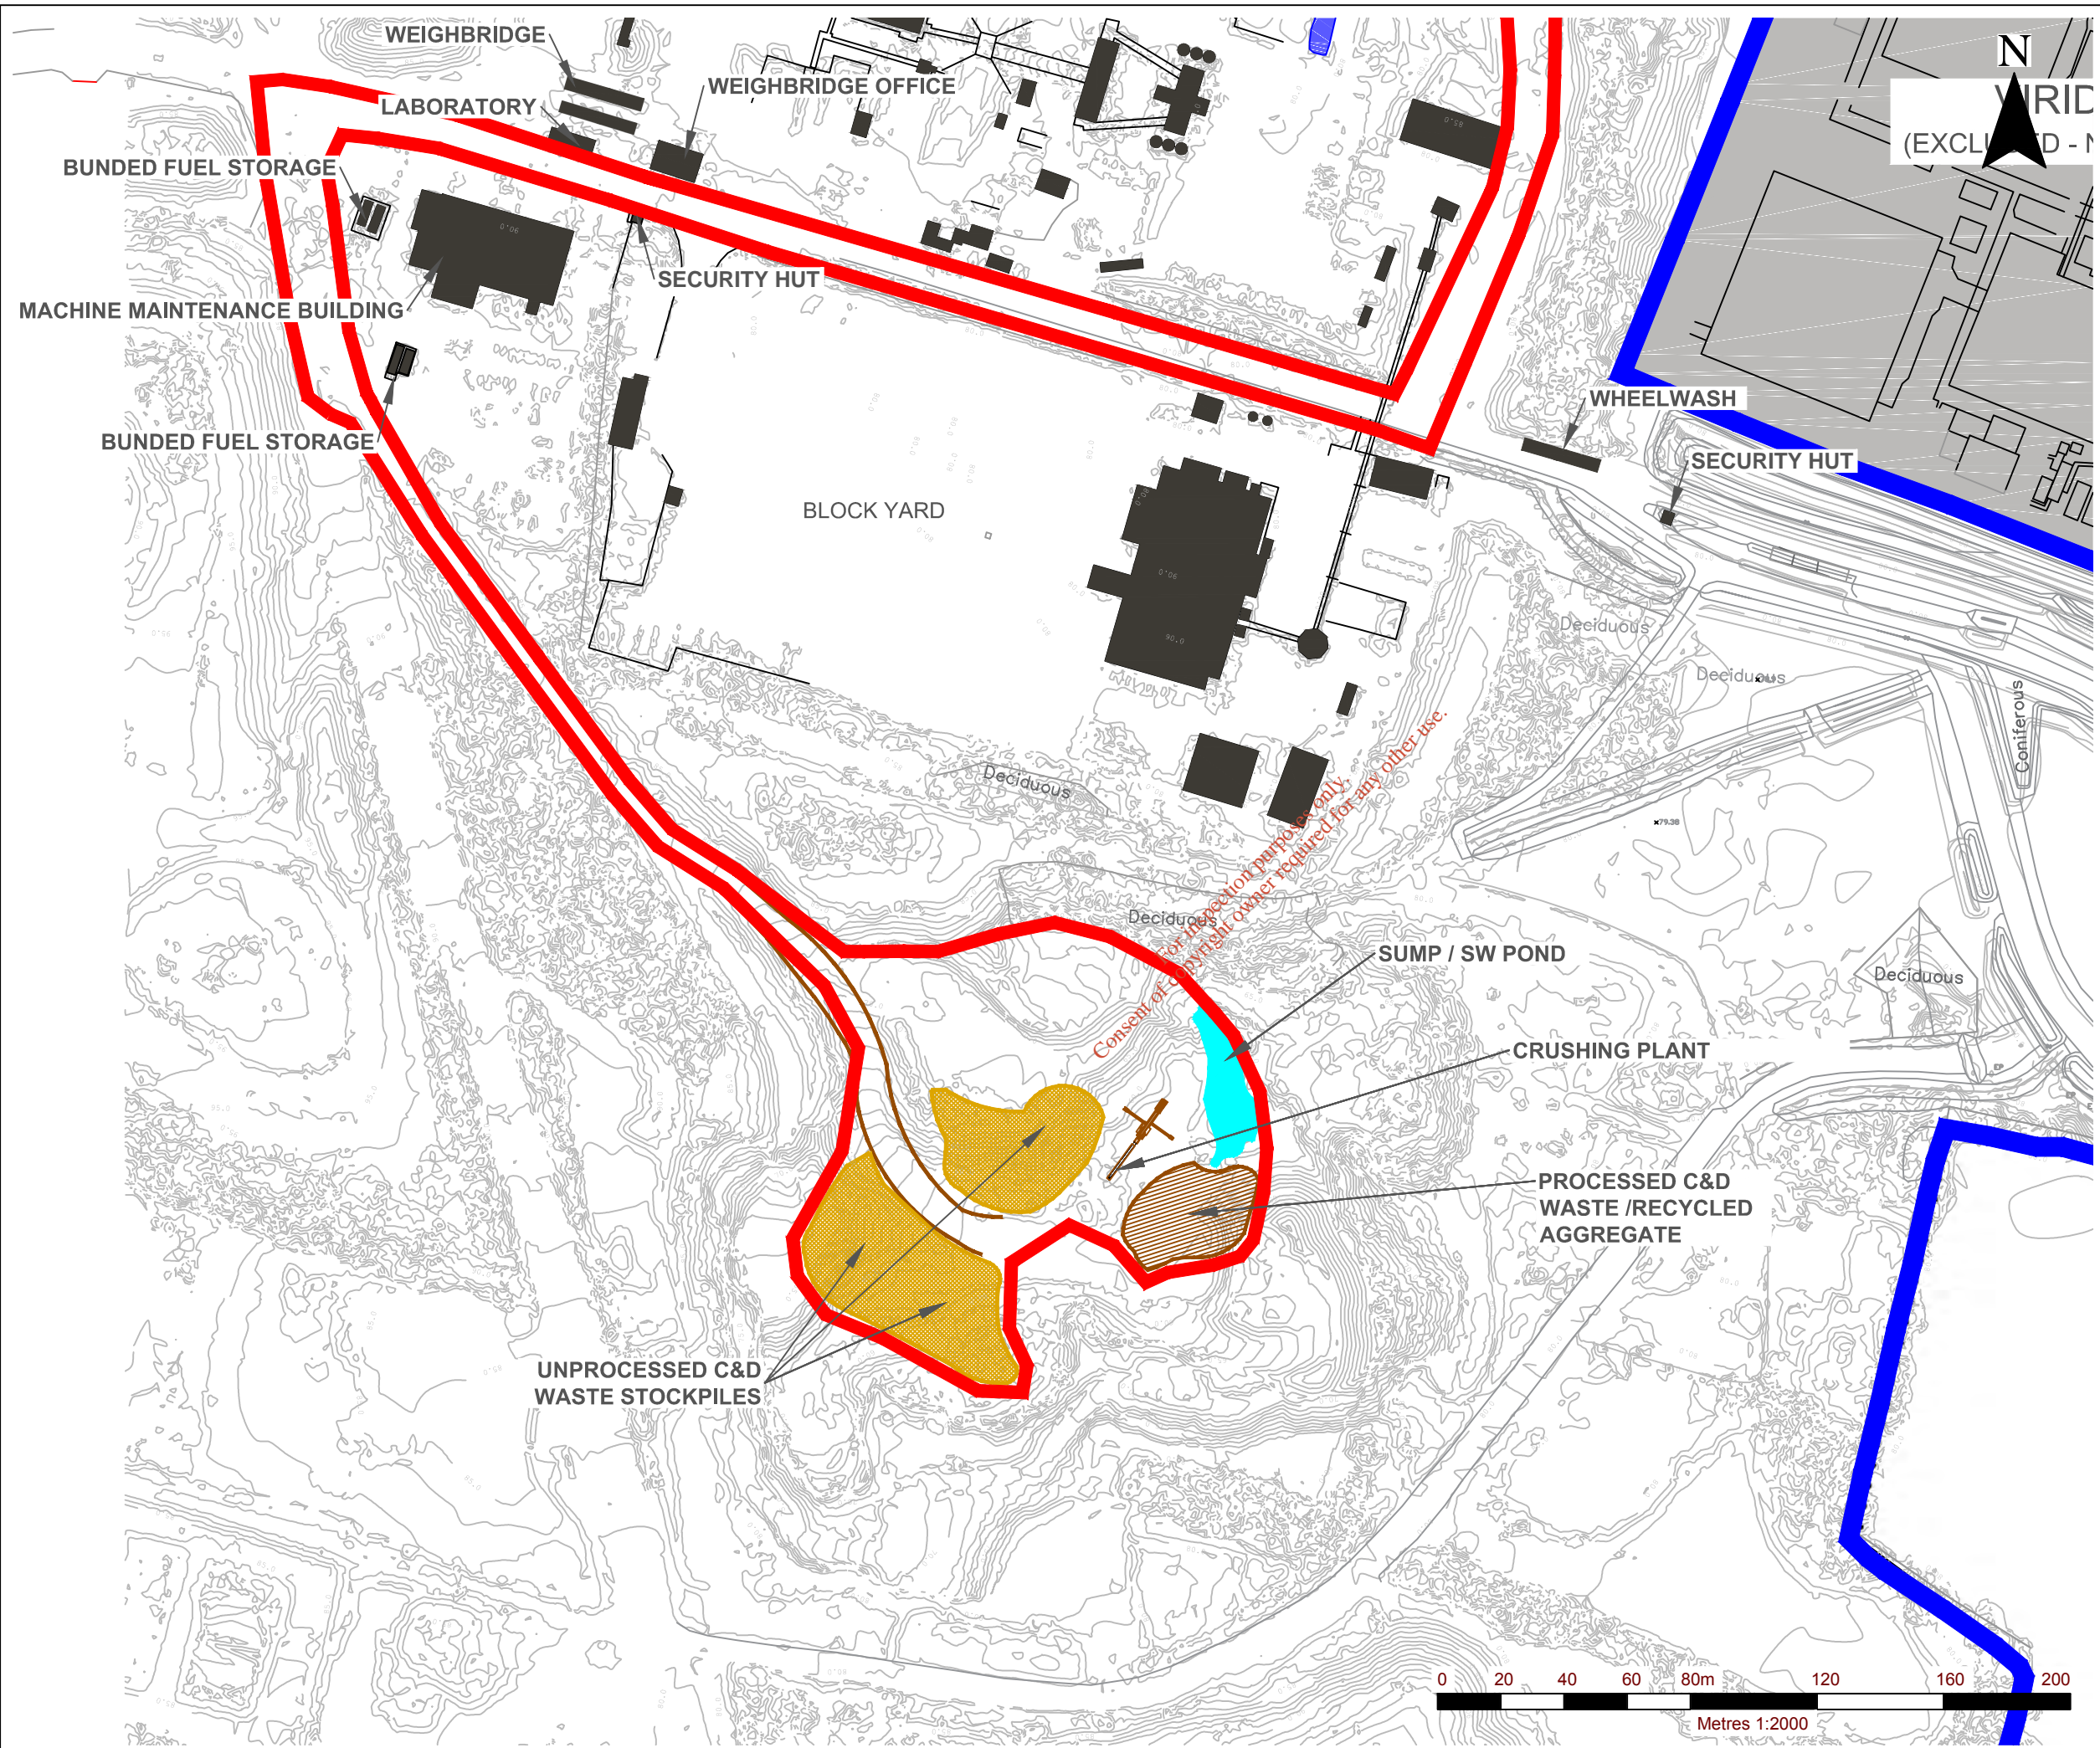 WEIGHBRIDGE
WEIGHBRIDGE OFFICE
LABORATORY
BUNDED FUEL STORAGE
SECURITY HUT
MACHINE MAINTENANCE BUILDING
BUNDED FUEL STORAGE
N
WHEELWASH
SECURITY HUT
BLOCK YARD
Deciduous
Deciduous
Coniferous
Deciduous
79.38
Deciduous
Deciduous
For inspection purposes only.
Consent of copyright owner required for any other use.
SUMP / SW POND
CRUSHING PLANT
PROCESSED C&D
WASTE /RECYCLED
AGGREGATE
UNPROCESSED C&D
WASTE STOCKPILES
0 20 40 60 80m 120 160 200
Metres 1:2000